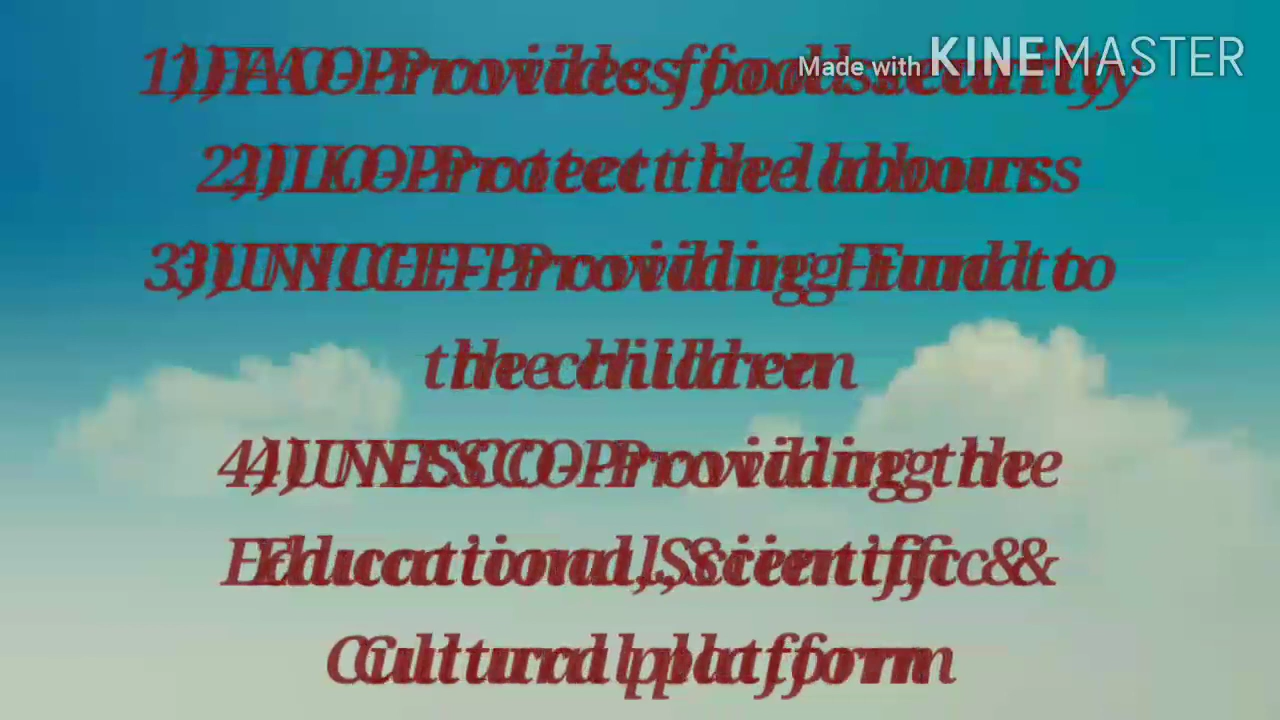 Made with KINEMASTER
1)FAO-Provides food security
2)ILO-Protect the labours
3)UNICEF-Providing Fund to
the children
4)UNESCO-Providing the
Educational,Scientific &
Cultural platform